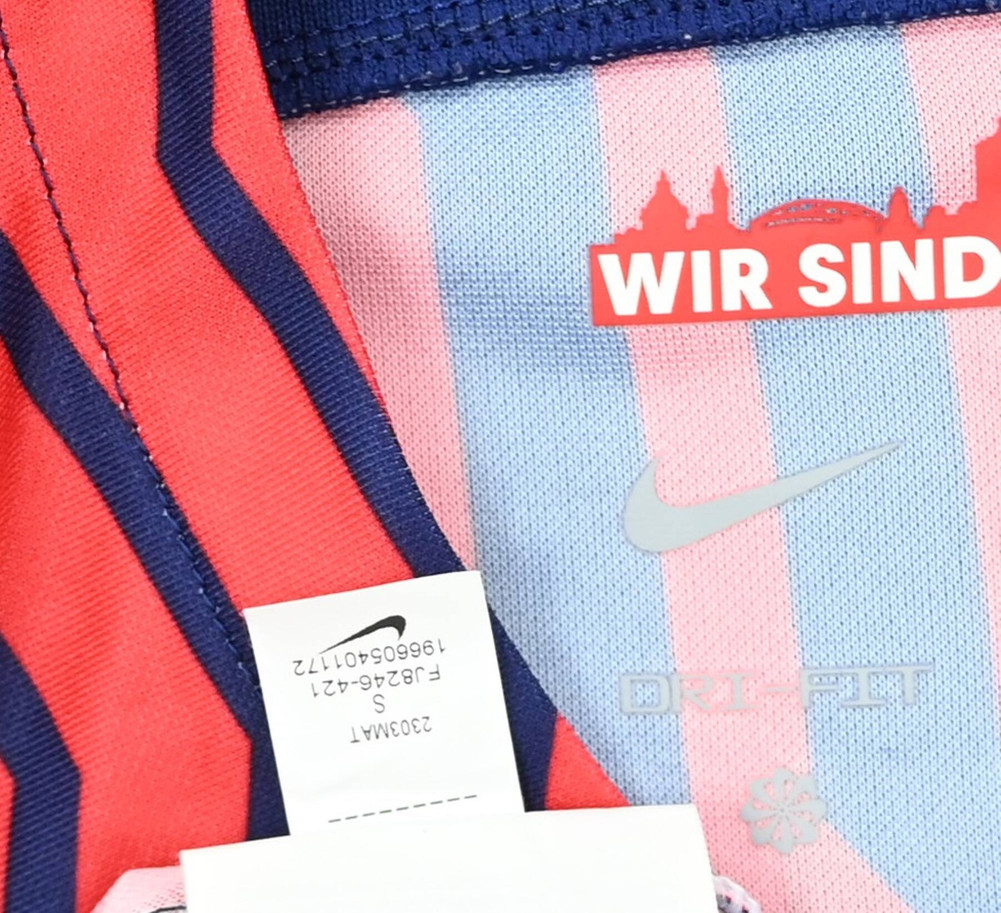 WIR SIND
DRI-FIT
196605401172
FJ8246-421
S
2303MAT